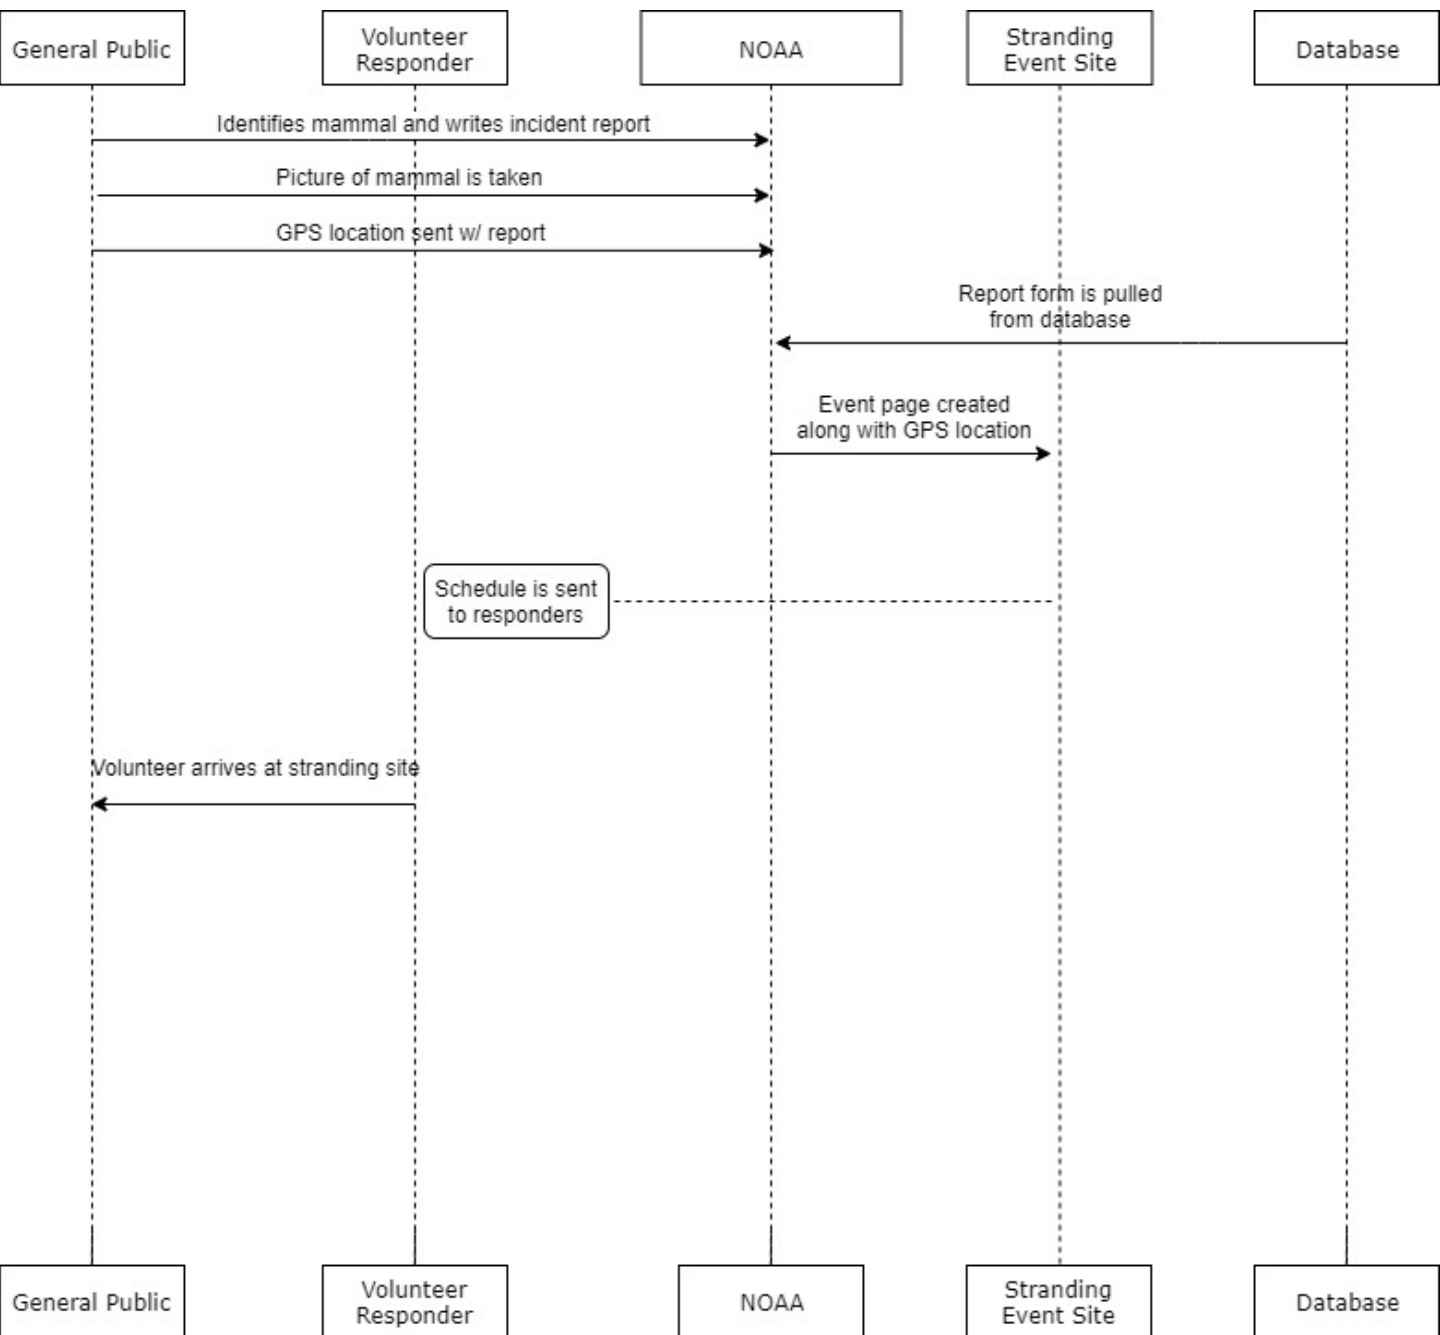 General Public
Volunteer
Responder
NOAA
Stranding
Event Site
Database
Identifies mammal and writes incident report
Picture of mammal is taken
GPS location sent w/ report
Report form is pulled
from database
Event page created
along with GPS location
Schedule is sent
to responders
Volunteer arrives at stranding site
General Public
Volunteer
Responder
NOAA
Stranding
Event Site
Database